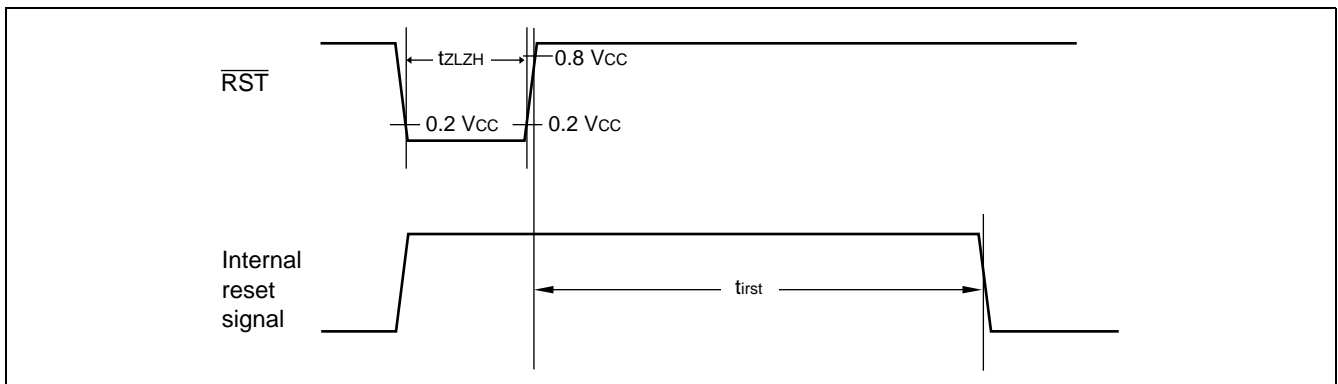 tZLZH
0.8 VCC
RST
0.2 VCC
0.2 VCC
Internal
reset
signal
tirst